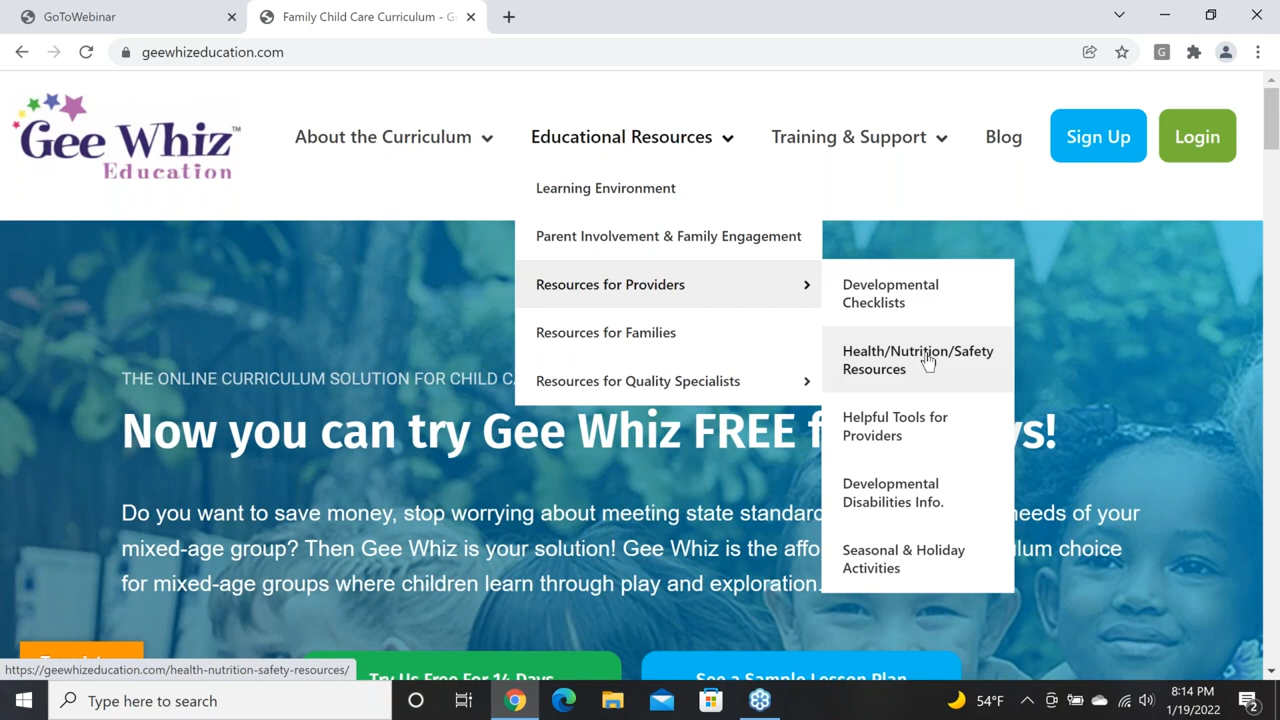 GoToWebinar
Family Child Care Curriculum - G
geewhizeducation.com
G
Gee Whiz™
Education
About the Curriculum
Educational Resources
Training & Support
Blog
Sign Up
Login
Learning Environment
Parent Involvement & Family Engagement
Resources for Providers
Resources for Families
Resources for Quality Specialists
Developmental
Checklists
Health/Nutrition/Safety
Resources
Helpful Tools for
Providers
Developmental
Disabilities Info.
Seasonal & Holiday
Activities
THE ONLINE CURRICULUM SOLUTION FOR CHILD
Now you can try Gee Whiz FREE
Do you want to save money, stop worrying about meeting state standard needs of your
mixed-age group? Then Gee Whiz is your solution! Gee Whiz is the
for mixed-age groups where children learn through play and exploration.
https://geewhizeducation.com/health-nutrition-safety-resources/
Try Us Free For 14 Days
See a Sample Lesson Plan
Type here to search
54°F
8:14 PM
1/19/2022
2